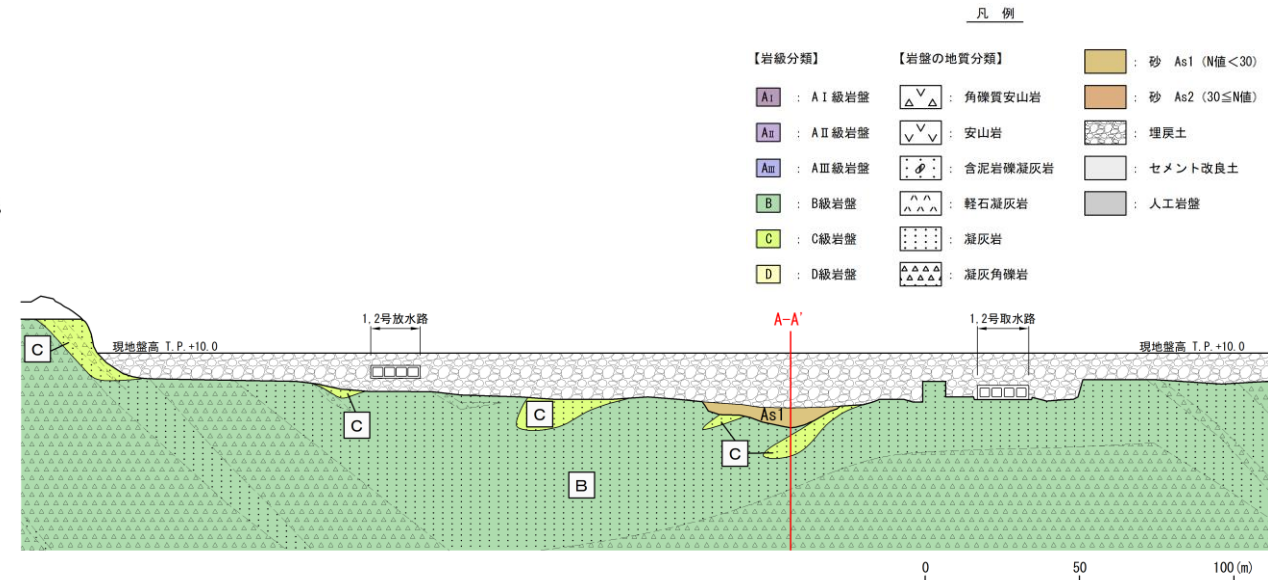 凡 例
【岩級分類】
AⅠ : AⅠ級岩盤
AⅡ : AⅡ級岩盤
AⅢ : AⅢ級岩盤
B : B級岩盤
C : C級岩盤
D : D級岩盤
【岩盤の地質分類】
: 角礫質安山岩
: 安山岩
: 含泥岩礫凝灰岩
: 軽石凝灰岩
: 凝灰岩
: 凝灰角礫岩
: 砂 As1 (N値<30)
: 砂 As2 (30≦N値)
: 埋戻土
: セメント改良土
: 人工岩盤
1,2号放水路
A-A'
1,2号取水路
現地盤高 T.P.+10.0
現地盤高 T.P.+10.0
C
C
C
As1
C
B
0 50 100(m)